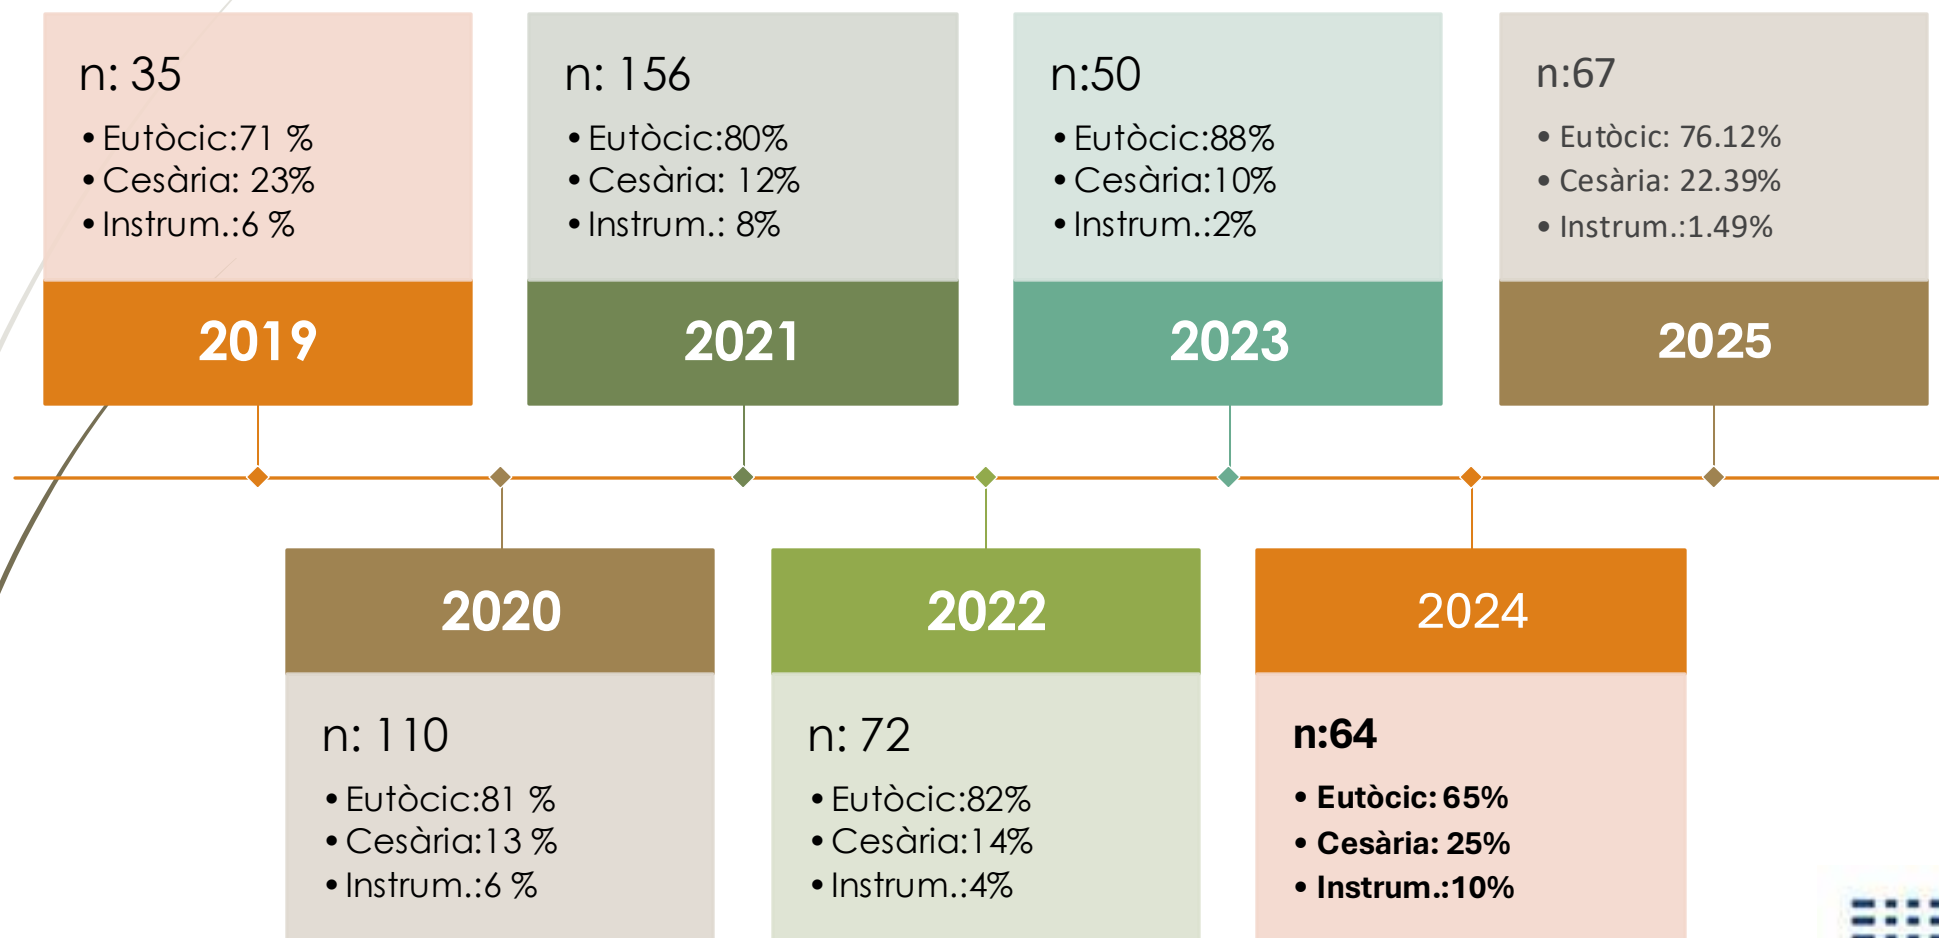 n: 35
•Eutòcic:71 %
•Cesària: 23%
•Instrum.:6 %
2019
n: 156
•Eutòcic:80%
•Cesària: 12%
•Instrum.: 8%
2021
n:50
•Eutòcic:88%
•Cesària:10%
•Instrum.:2%
2023
n:67
• Eutòcic: 76.12%
• Cesària: 22.39%
• Instrum.:1.49%
2025
2020
n: 110
•Eutòcic:81 %
•Cesària:13 %
•Instrum.:6 %
2022
n: 72
•Eutòcic:82%
•Cesària:14%
•Instrum.:4%
2024
n:64
• Eutòcic: 65%
• Cesària: 25%
• Instrum.:10%